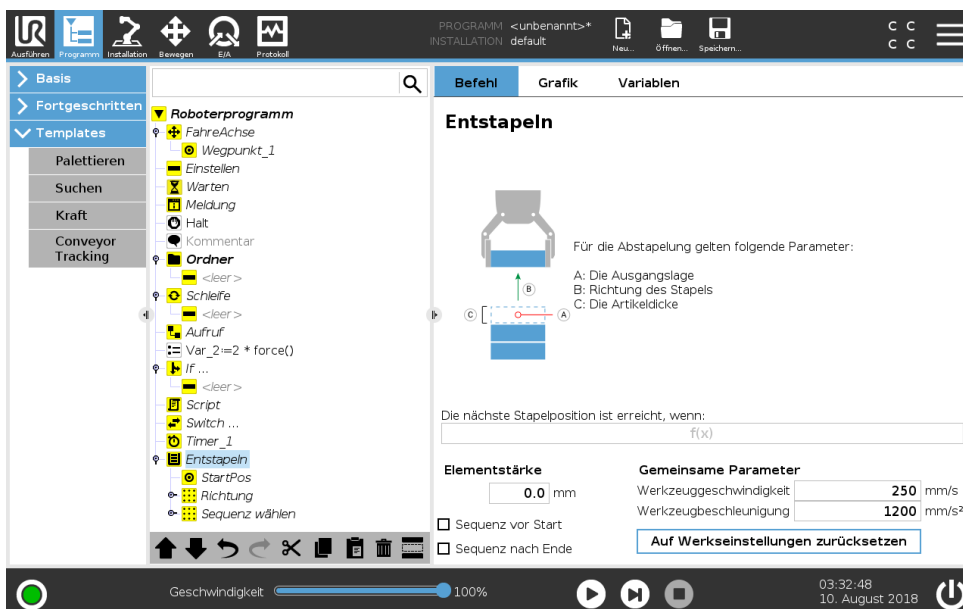 UR
PROGRAMM <unbenannt>*
INSTALLATION default
C C
C C
Ausführen
Programm
Installation
Bewegen
E/A
Protokoll
Neu...
Öffnen...
Speichern...
Basis
Fortgeschritten
Templates
Palettieren
Suchen
Kraft
Conveyor
Tracking
Roboterprogramm
FahreAchse
Wegpunkt_1
Einstellen
Warten
Meldung
Halt
Kommentar
Ordner
<leer>
Schleife
<leer>
Aufruf
Var_2:=2 * force()
If ...
<leer>
Script
Switch ...
Timer_1
Entstapeln
StartPos
Richtung
Sequenz wählen
Befehl
Grafik
Variablen
Entstapeln
B
C
A
Für die Abstapelung gelten folgende Parameter:
A: Die Ausgangslage
B: Richtung des Stapels
C: Die Artikeldicke
Die nächste Stapelposition ist erreicht, wenn:
f(x)
Elementstärke
0.0 mm
Sequenz vor Start
Sequenz nach Ende
Gemeinsame Parameter
Werkzeuggeschwindigkeit 250 mm/s
Werkzeugbeschleunigung 1200 mm/s²
Auf Werkseinstellungen zurücksetzen
Geschwindigkeit 100%
03:32:48
10. August 2018